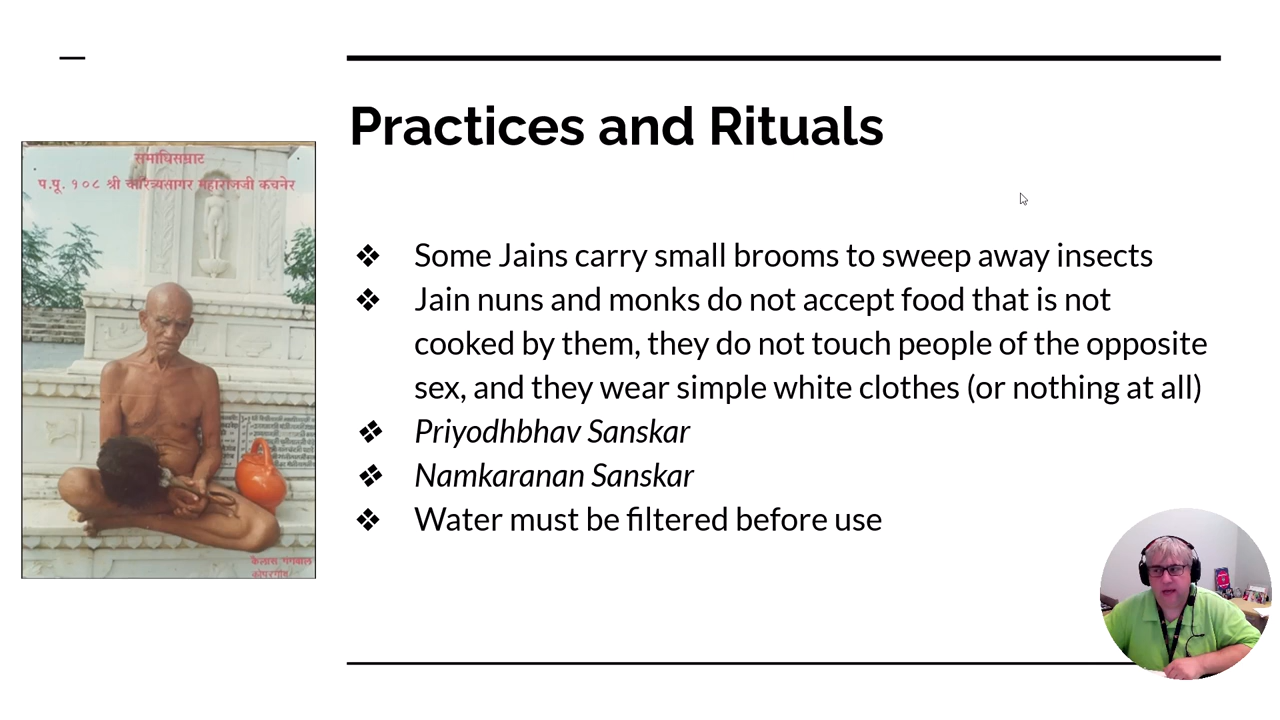 Practices and Rituals
समाधिसम्राट
प.पू. १०८ श्री चारित्र्यसागर महाराजजी कचनेर
कैलास गंगवाल
कोपरगाँव
❖ Some Jains carry small brooms to sweep away insects
❖ Jain nuns and monks do not accept food that is not
cooked by them, they do not touch people of the opposite
sex, and they wear simple white clothes (or nothing at all)
❖ Priyodhbhav Sanskar
❖ Namkaranan Sanskar
❖ Water must be filtered before use